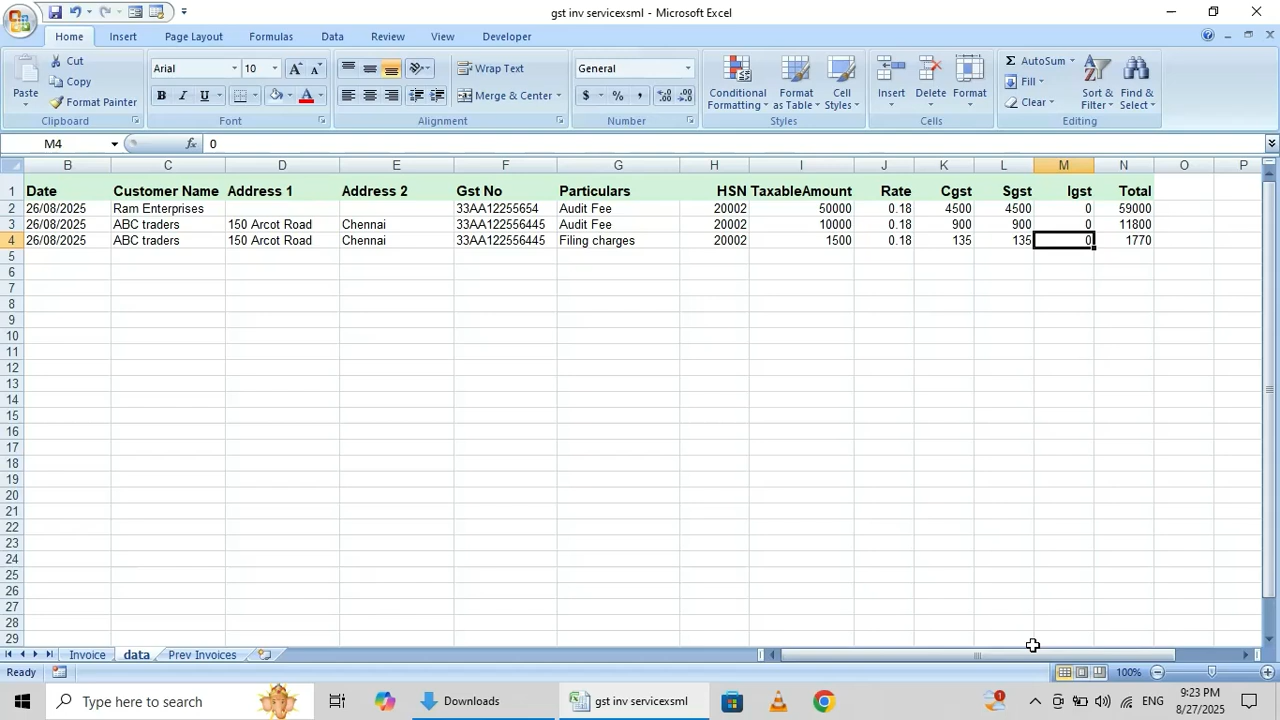 gst inv servicexsml - Microsoft Excel
Home Insert Page Layout Formulas Data Review View Developer
Cut
Copy
Format Painter
Paste
Clipboard
Arial 10
B I U
Font
Wrap Text
Merge & Center
Alignment
General
$ % ,
Number
Conditional Formatting
Format as Table
Cell Styles
Styles
Insert Delete Format
Cells
Σ AutoSum
Fill
Clear
Sort & Filter
Find & Select
Editing
M4 fx 0
B C D E F G H I J K L M N O P
1 Date Customer Name Address 1 Address 2 Gst No Particulars HSN TaxableAmount Rate Cgst Sgst Igst Total
2 26/08/2025 Ram Enterprises 33AA12255654 Audit Fee 20002 50000 0.18 4500 4500 0 59000
3 26/08/2025 ABC traders 150 Arcot Road Chennai 33AA122556445 Audit Fee 20002 10000 0.18 900 900 0 11800
4 26/08/2025 ABC traders 150 Arcot Road Chennai 33AA122556445 Filing charges 20002 1500 0.18 135 135 0 1770
5
6
7
8
9
10
11
12
13
14
15
16
17
18
19
20
21
22
23
24
25
26
27
28
29
Invoice data Prev Invoices
Ready 100%
Type here to search Downloads gst inv servicexsml 1 ENG 9:23 PM
8/27/2025